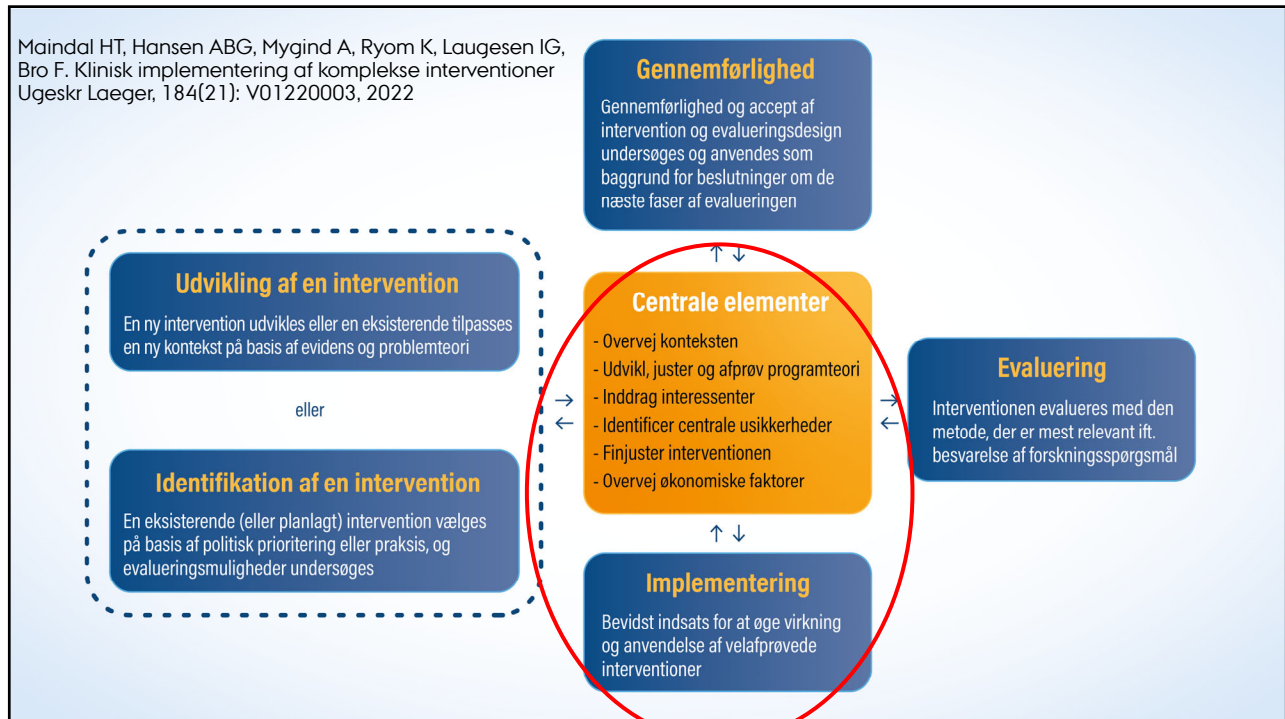 Maindal HT, Hansen ABG, Mygind A, Ryom K, Laugesen IG,
Bro F. Klinisk implementering af komplekse interventioner
Ugeskr Laeger, 184(21): V01220003, 2022
Gennemførlighed
Gennemførlighed og accept af
intervention og evalueringsdesign
undersøges og anvendes som
baggrund for beslutninger om de
næste faser af evalueringen
↑ ↓
Udvikling af en intervention
En ny intervention udvikles eller en eksisterende tilpasses
en ny kontekst på basis af evidens og problemteori
eller
Identifikation af en intervention
En eksisterende (eller planlagt) intervention vælges
på basis af politisk prioritering eller praksis, og
evalueringsmuligheder undersøges
→
←
Centrale elementer
- Overvej konteksten
- Udvikl, juster og afprøv programteori
- Inddrag interessenter
- Identificer centrale usikkerheder
- Finjuster interventionen
- Overvej økonomiske faktorer
→
←
Evaluering
Interventionen evalueres med den
metode, der er mest relevant ift.
besvarelse af forskningsspørgsmål
↑ ↓
Implementering
Bevidst indsats for at øge virkning
og anvendelse af velafprøvede
interventioner